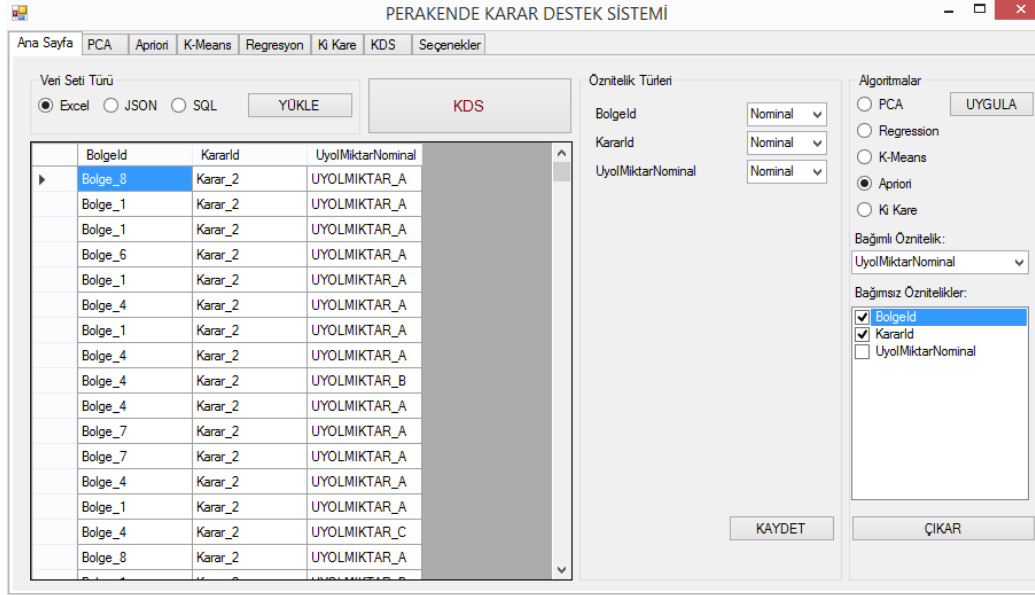 PERAKENDE KARAR DESTEK SİSTEMİ
Ana Sayfa PCA Apriori K-Means Regresyon Ki Kare KDS Seçenekler
Veri Seti Türü
Excel JSON SQL YÜKLE
KDS
BolgeId KararId UyolMiktarNominal
Bolge_8 Karar_2 UYOLMIKTAR_A
Bolge_1 Karar_2 UYOLMIKTAR_A
Bolge_1 Karar_2 UYOLMIKTAR_A
Bolge_6 Karar_2 UYOLMIKTAR_A
Bolge_1 Karar_2 UYOLMIKTAR_A
Bolge_4 Karar_2 UYOLMIKTAR_A
Bolge_1 Karar_2 UYOLMIKTAR_A
Bolge_4 Karar_2 UYOLMIKTAR_A
Bolge_4 Karar_2 UYOLMIKTAR_B
Bolge_4 Karar_2 UYOLMIKTAR_A
Bolge_7 Karar_2 UYOLMIKTAR_A
Bolge_7 Karar_2 UYOLMIKTAR_A
Bolge_4 Karar_2 UYOLMIKTAR_A
Bolge_1 Karar_2 UYOLMIKTAR_A
Bolge_4 Karar_2 UYOLMIKTAR_C
Bolge_8 Karar_2 UYOLMIKTAR_A
Öznitelik Türleri
BolgeId Nominal
KararId Nominal
UyolMiktarNominal Nominal
KAYDET
Algoritmalar
PCA UYGULA
Regression
K-Means
Apriori
Ki Kare
Bağımlı Öznitelik:
UyolMiktarNominal
Bağımsız Öznitelikler:
BolgeId
KararId
UyolMiktarNominal
ÇIKAR